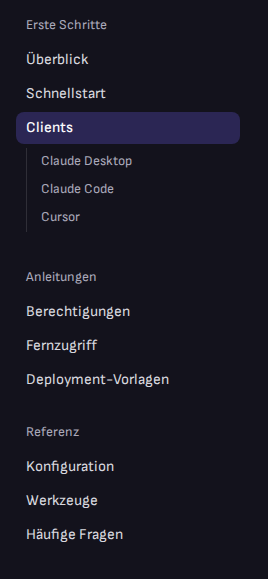 Erste Schritte
Überblick
Schnellstart
Clients
Claude Desktop
Claude Code
Cursor
Anleitungen
Berechtigungen
Fernzugriff
Deployment-Vorlagen
Referenz
Konfiguration
Werkzeuge
Häufige Fragen